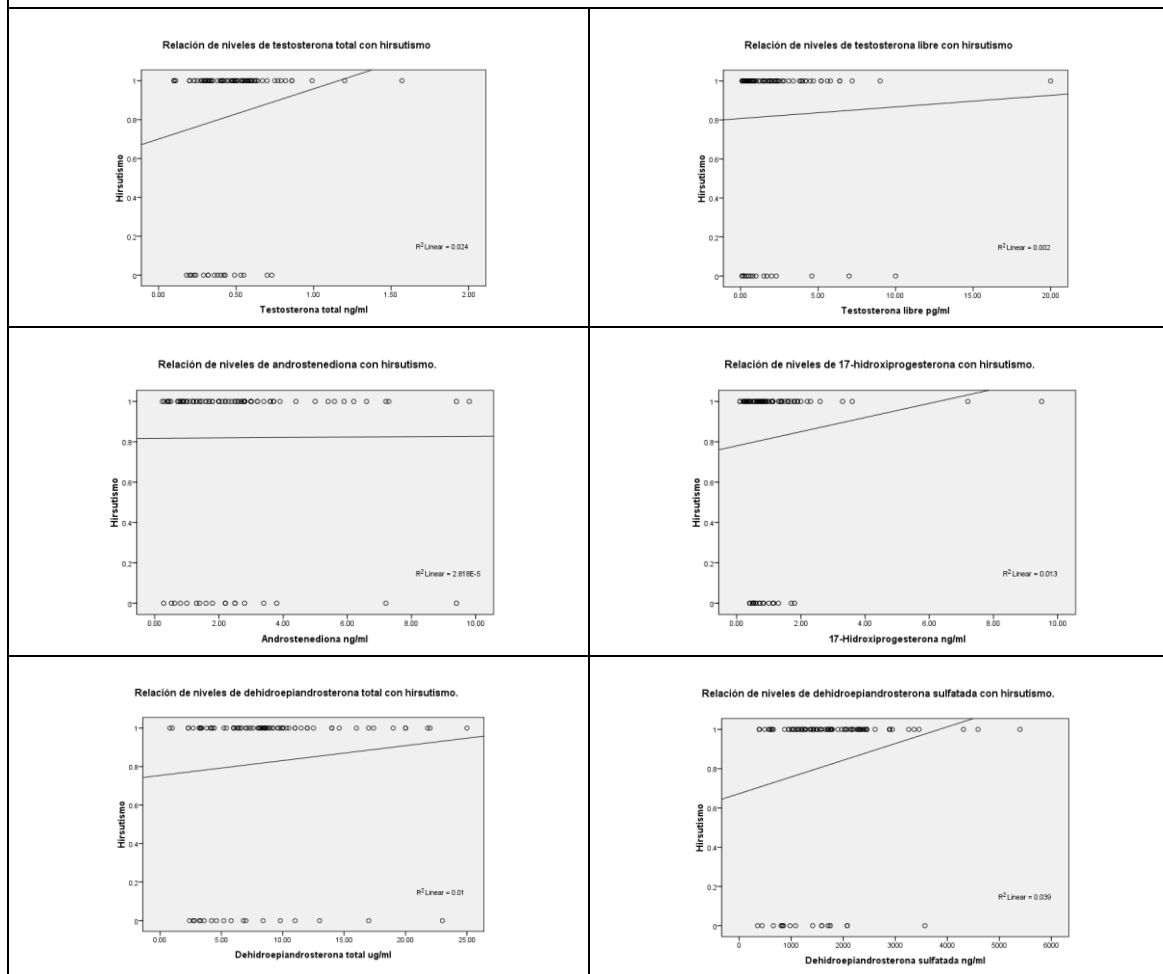 Relación de niveles de testosterona total con hirsutismo
Hirsutismo
1
0.8
0.6
0.4
0.2
0
R² Linear = 0.024
0.00 0.50 1.00 1.50 2.00
Testosterona total ng/ml
Relación de niveles de testosterona libre con hirsutismo
Hirsutismo
1
0.8
0.6
0.4
0.2
0
R² Linear = 0.002
0.00 5.00 10.00 15.00 20.00
Testosterona libre pg/ml
Relación de niveles de androstenediona con hirsutismo.
Hirsutismo
1
0.8
0.6
0.4
0.2
0
R² Linear = 2.818E-5
0.00 2.00 4.00 6.00 8.00 10.00
Androstenediona ng/ml
Relación de niveles de 17-hidroxiprogesterona con hirsutismo.
Hirsutismo
1
0.8
0.6
0.4
0.2
0
R² Linear = 0.013
0.00 2.00 4.00 6.00 8.00 10.00
17-Hidroxiprogesterona ng/ml
Relación de niveles de dehidroepiandrosterona total con hirsutismo.
Hirsutismo
1
0.8
0.6
0.4
0.2
0
R² Linear = 0.01
0.00 5.00 10.00 15.00 20.00 25.00
Dehidroepiandrosterona total ug/ml
Relación de niveles de dehidroepiandrosterona sulfatada con hirsutismo.
Hirsutismo
1
0.8
0.6
0.4
0.2
0
R² Linear = 0.039
0 1000 2000 3000 4000 5000 6000
Dehidroepiandrosterona sulfatada ng/ml